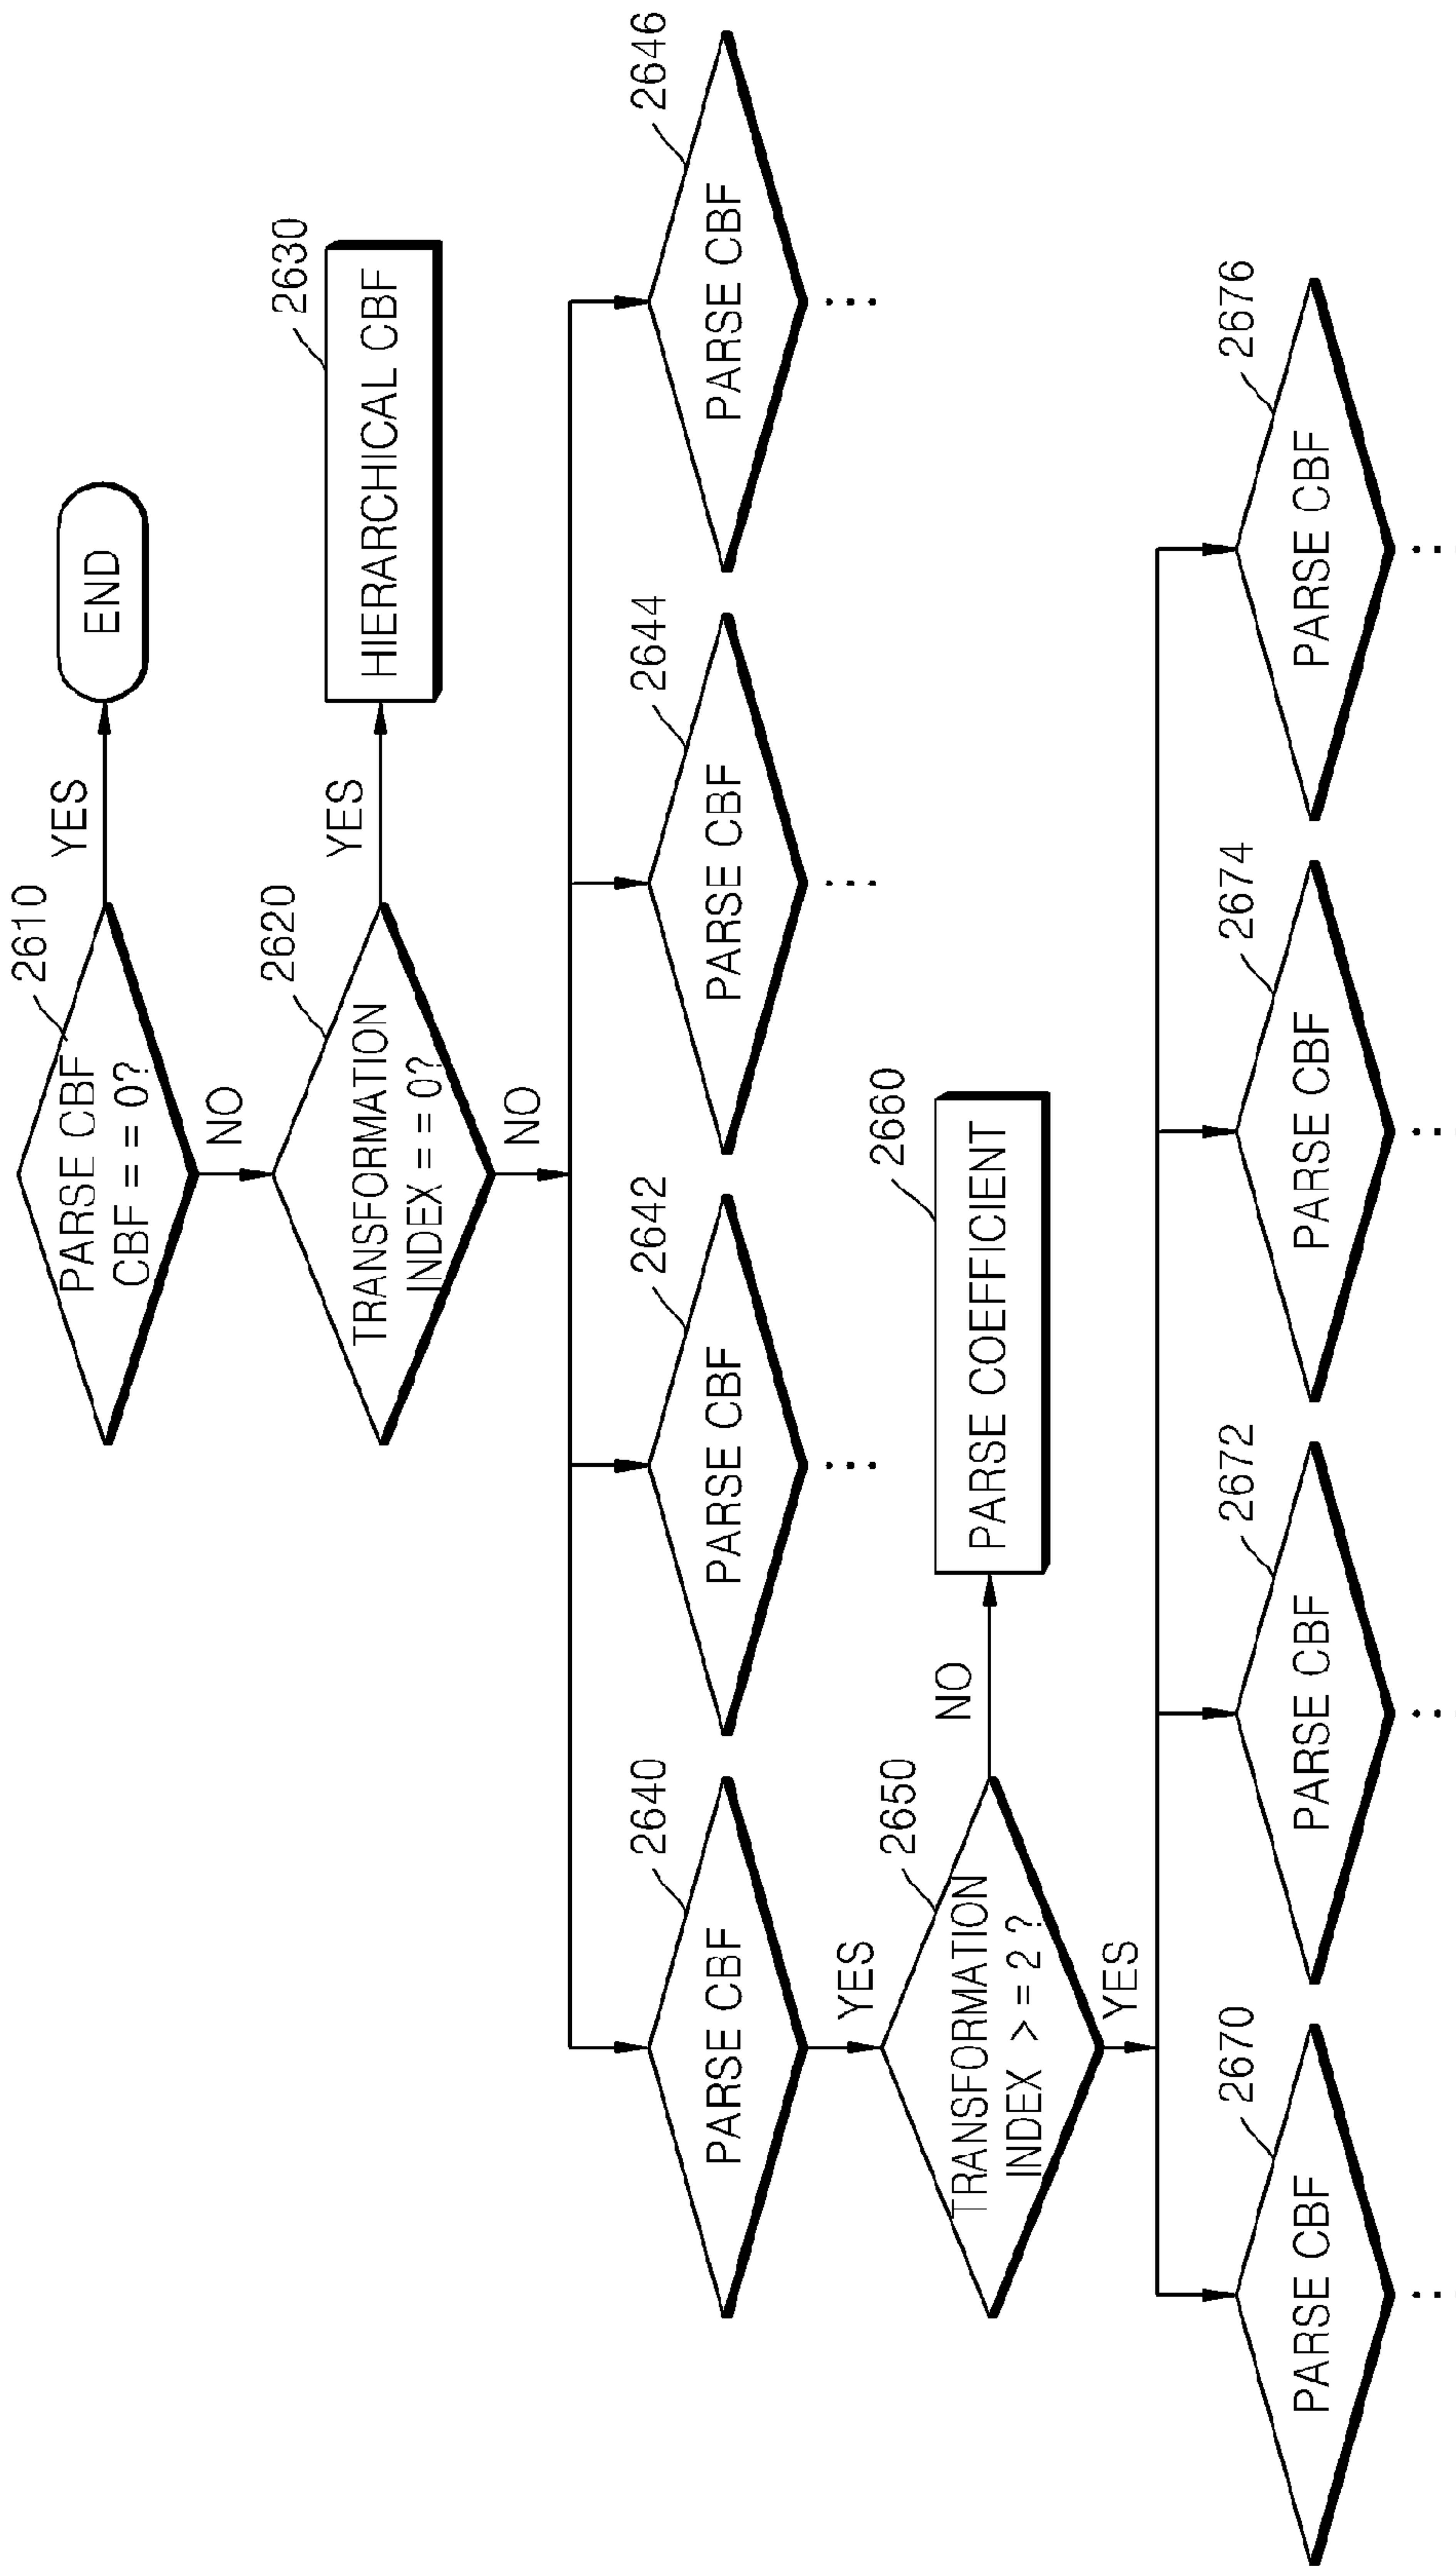 2610
PARSE CBF
CBF = = 0?
YES
END
NO
2620
TRANSFORMATION
INDEX = = 0?
YES
2630
HIERARCHICAL CBF
NO
2640
PARSE CBF
2642
PARSE CBF
2644
PARSE CBF
2646
PARSE CBF
...
...
...
YES
2650
TRANSFORMATION
INDEX > = 2 ?
NO
2660
PARSE COEFFICIENT
YES
2670
PARSE CBF
2672
PARSE CBF
2674
PARSE CBF
2676
PARSE CBF
...
...
...
...